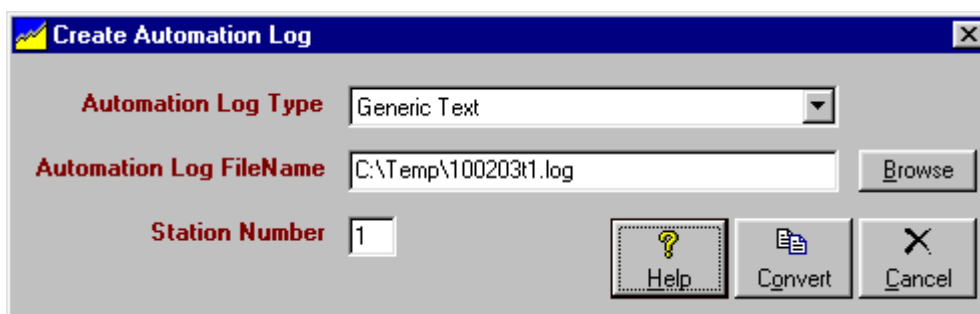 Create Automation Log
Automation Log Type Generic Text
Automation Log FileName C:\Temp\100203t1.log Browse
Station Number 1
Help Convert Cancel